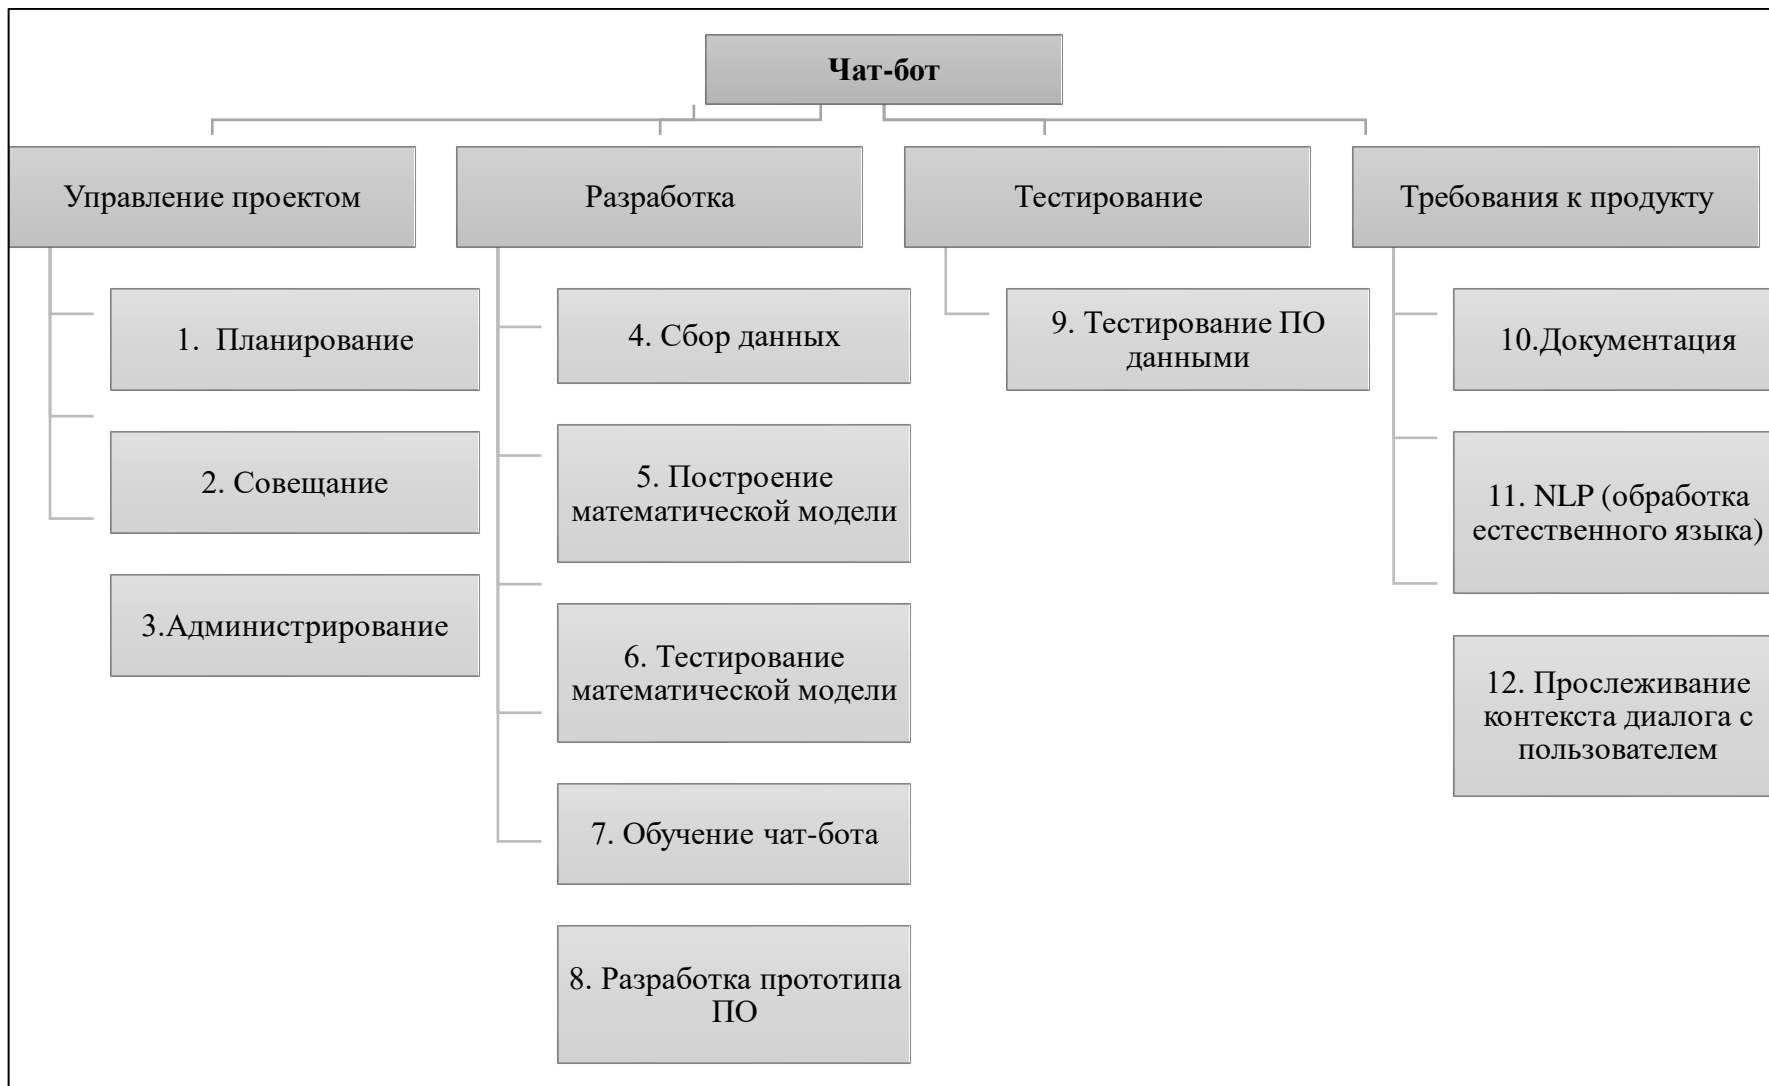 Чат-бот
Управление проектом
Разработка
Тестирование
Требования к продукту
1. Планирование
2. Совещание
3.Администрирование
4. Сбор данных
5. Построение
математической модели
6. Тестирование
математической модели
7. Обучение чат-бота
8. Разработка прототипа
ПО
9. Тестирование ПО
данными
10.Документация
11. NLP (обработка
естественного языка)
12. Прослеживание
контекста диалога с
пользователем